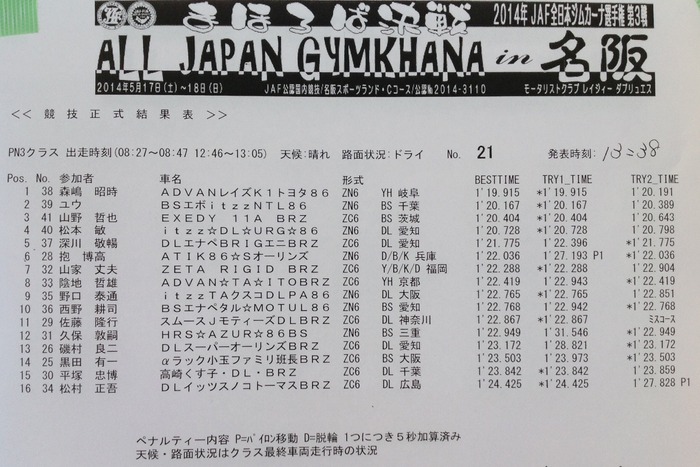 まほろば決戦
2014年 JAF全日本ジムカーナ選手権 第3戦
ALL JAPAN GYMKHANA in 名阪
2014年5月17日(土)~18日(日) JAF公認国内競技/名阪スポーツランド・Cコース/公認№2014-3110 モータリストクラブ レイジィー ダブリュエス
<< 競技正式結果表 >>
PN3クラス 出走時刻(08:27~08:47 12:46~13:05) 天候:晴れ 路面状況:ドライ No. 21 発表時刻: 13:38
Pos. No. 参加者 車名 形式 BESTTIME TRY1_TIME TRY2_TIME
1 38 森嶋 昭時 ADVANレイズK1トヨタ86 ZN6 YH 岐阜 1'19.915 *1'19.915 1'20.191
2 39 ユウ BSエボitzzNTL86 ZN6 BS 千葉 1'20.167 *1'20.167 1'20.389
3 41 山野 哲也 EXEDY 11A BRZ ZC6 BS 茨城 1'20.404 *1'20.404 1'20.643
4 40 松本 敏 itzz☆DL☆URG☆86 ZN6 DL 愛知 1'20.728 *1'20.728 1'20.798
5 37 深川 敬暢 DLエナペBRIGエニBRZ ZC6 DL 愛知 1'21.775 1'22.396 *1'21.775
6 28 抱 博高 ATIK86☆Sオーリンズ ZN6 D/B/K 兵庫 1'22.036 1'27.193 P1 *1'22.036
7 32 山家 丈夫 ZETA RIGID BRZ ZC6 Y/B/K/D 福岡 1'22.288 *1'22.288 1'22.904
8 33 陰地 哲雄 ADVAN☆TA☆ITOBRZ ZC6 YH 京都 1'22.419 1'22.943 *1'22.419
9 35 野口 泰通 itzzTAクスコDLPA86 ZN6 DL 大阪 1'22.765 *1'22.765 1'22.851
10 36 西野 耕司 BSエナペタル☆MOTUL86 ZN6 BS 愛知 1'22.768 1'22.942 *1'22.768
11 29 佐藤 隆行 スムースJモティーズDLBRZ ZC6 DL 神奈川 1'22.867 *1'22.867 ミスコース
12 31 久保 敦嗣 HRS☆AZUR☆86BS ZN6 BS 三重 1'22.949 1'31.546 *1'22.949
13 26 磯村 良二 DLスーパーオーリンズBRZ ZC6 DL 愛知 1'23.172 1'28.821 *1'23.172
14 25 黒田 有一 αラック小玉ファミリ班長BRZ ZC6 BS 大阪 1'23.503 1'23.973 *1'23.503
15 30 平塚 忠博 高崎くす子・DL・BRZ ZC6 DL 千葉 1'23.842 *1'23.842 1'23.859
16 34 松村 正吾 DLイッツスノコトーマスBRZ ZC6 DL 広島 1'24.425 *1'24.425 1'27.828 P1
ペナルティー内容 P=パイロン移動 D=脱輪 1つにつき5秒加算済み
天候・路面状況はクラス最終車両走行時の状況